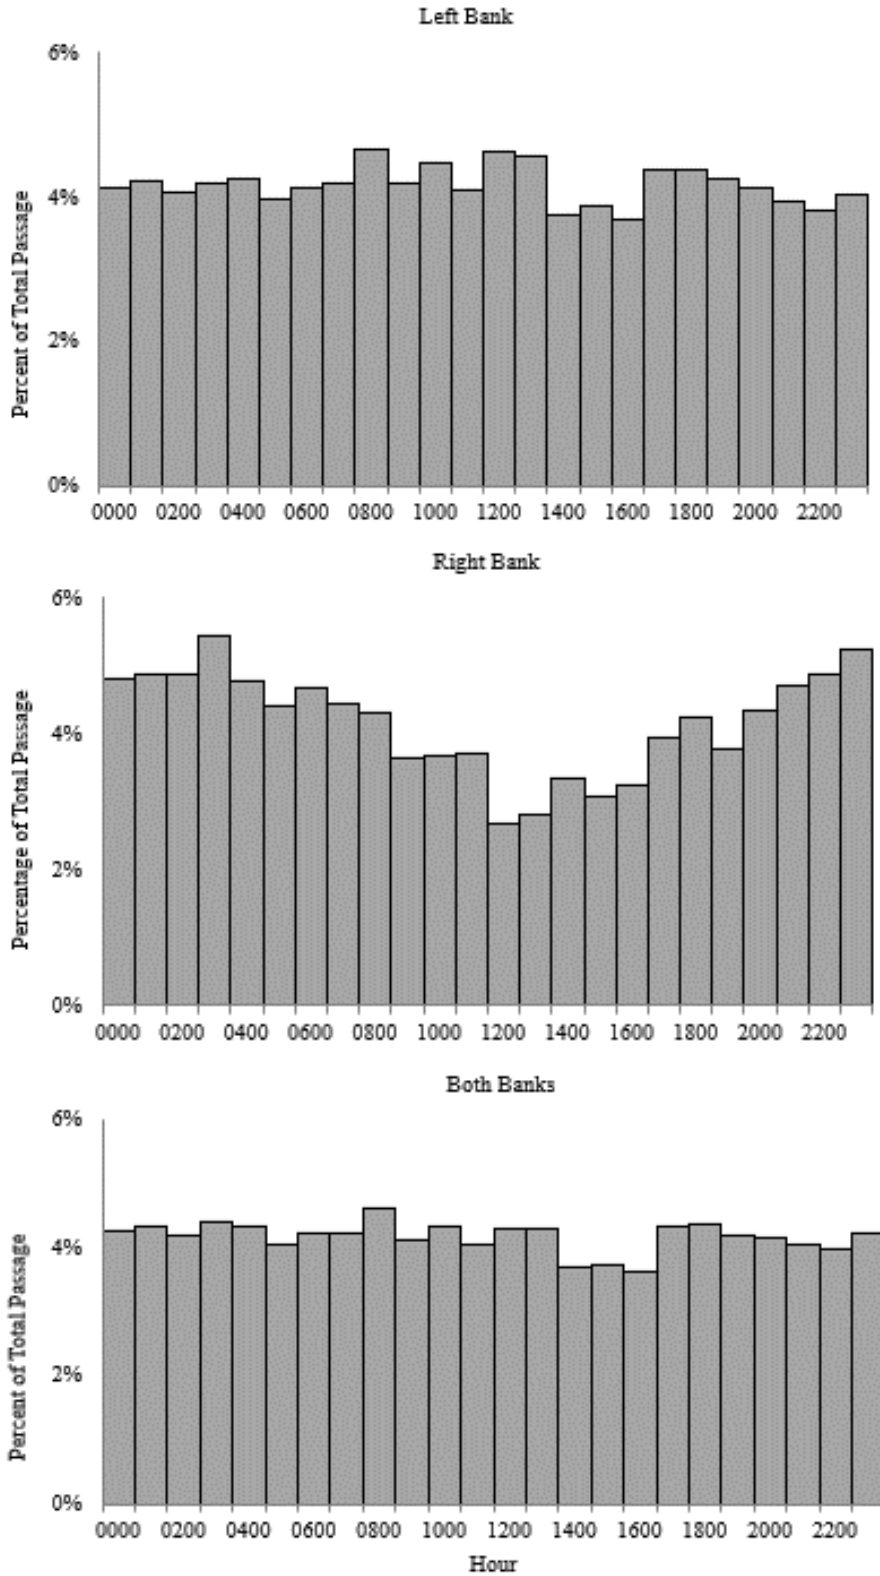 Left Bank
6%
4%
2%
0%
Percent of Total Passage
0000 0200 0400 0600 0800 1000 1200 1400 1600 1800 2000 2200
Right Bank
6%
4%
2%
0%
Percentage of Total Passage
0000 0200 0400 0600 0800 1000 1200 1400 1600 1800 2000 2200
Both Banks
6%
4%
2%
0%
Percent of Total Passage
0000 0200 0400 0600 0800 1000 1200 1400 1600 1800 2000 2200
Hour